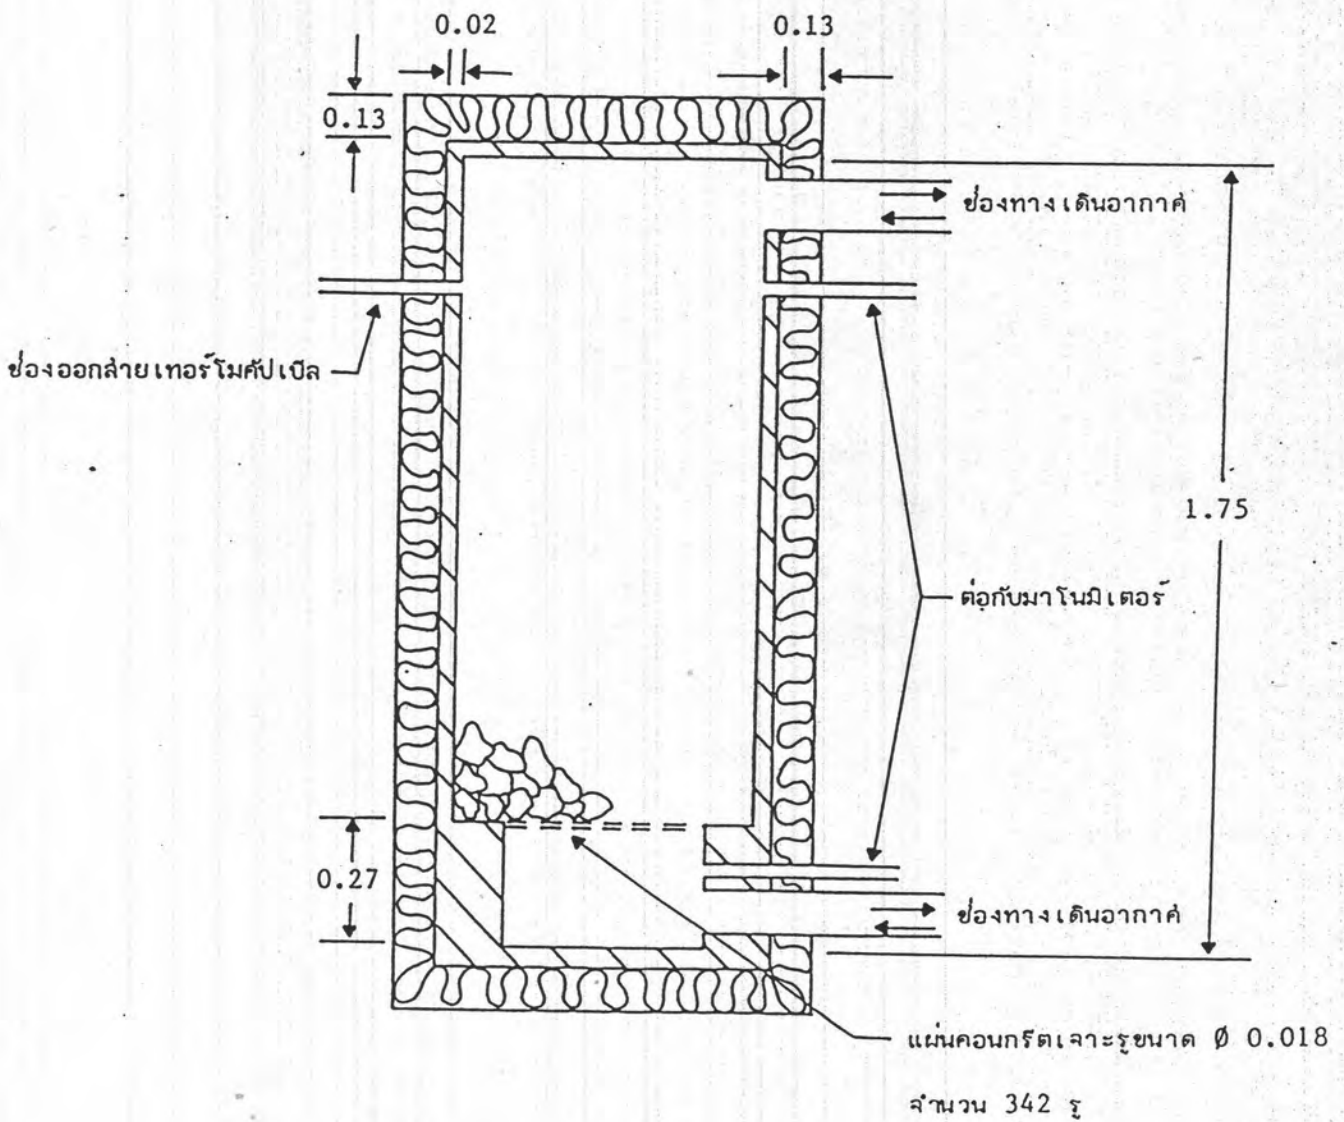 0.02
0.13
0.13
ช่องทางเดินอากาศ
ช่องออกสายเทอร์โมคัปเปิล
1.75
ต่อกับมาโนมิเตอร์
0.27
ช่องทางเดินอากาศ
แผ่นคอนกรีตเจาะรูขนาด Ø 0.018
จำนวน 342 รู